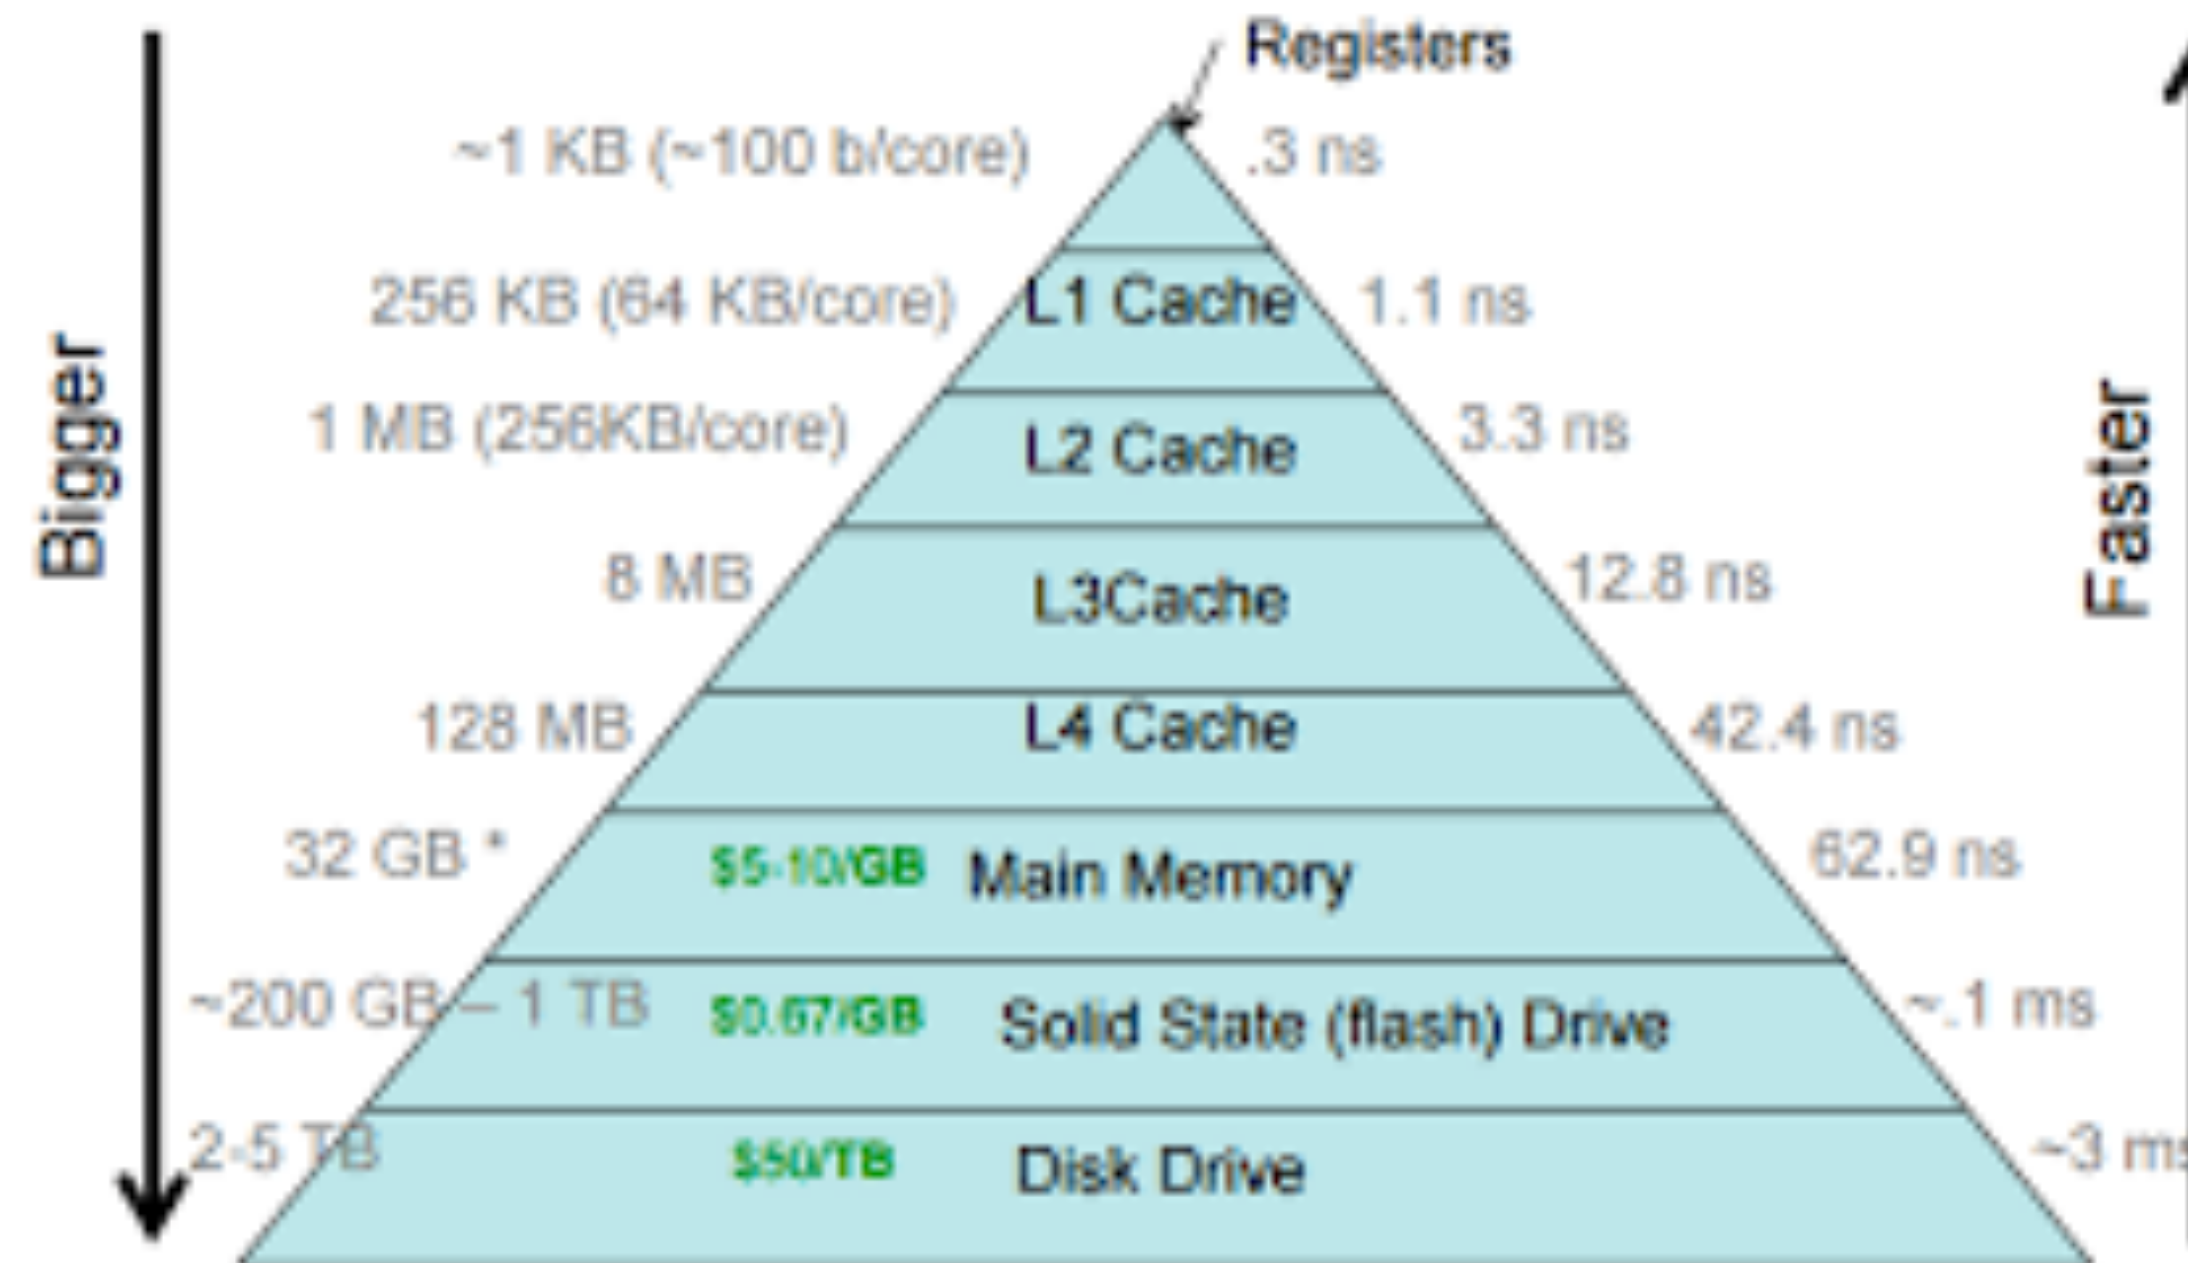 Registers
~1 KB (~100 b/core) .3 ns
256 KB (64 KB/core) L1 Cache 1.1 ns
1 MB (256KB/core) L2 Cache 3.3 ns
8 MB L3Cache 12.8 ns
128 MB L4 Cache 42.4 ns
32 GB * $5-10/GB Main Memory 62.9 ns
~200 GB – 1 TB $0.67/GB Solid State (flash) Drive ~.1 ms
2-5 TB $50/TB Disk Drive ~3 ms
Bigger
Faster